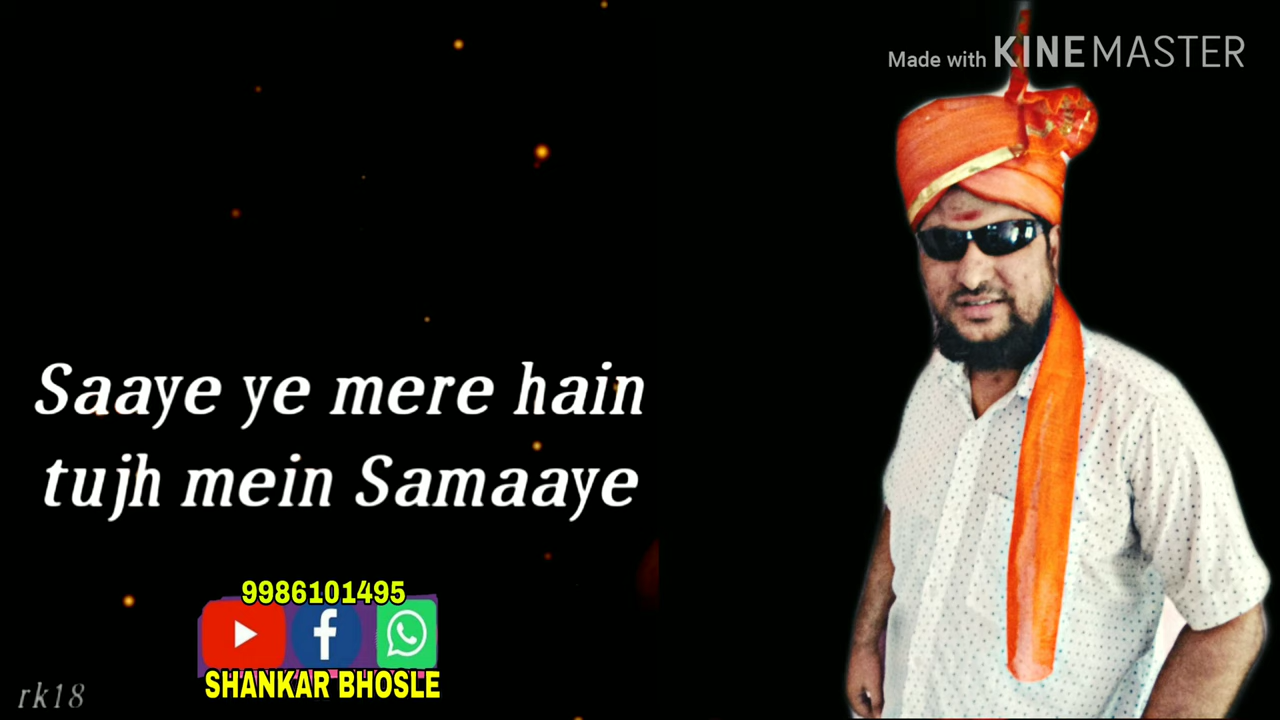 Made with KINEMASTER
Saaye ye mere hain
tujh mein Samaaye
9986101495
SHANKAR BHOSLE
rk18